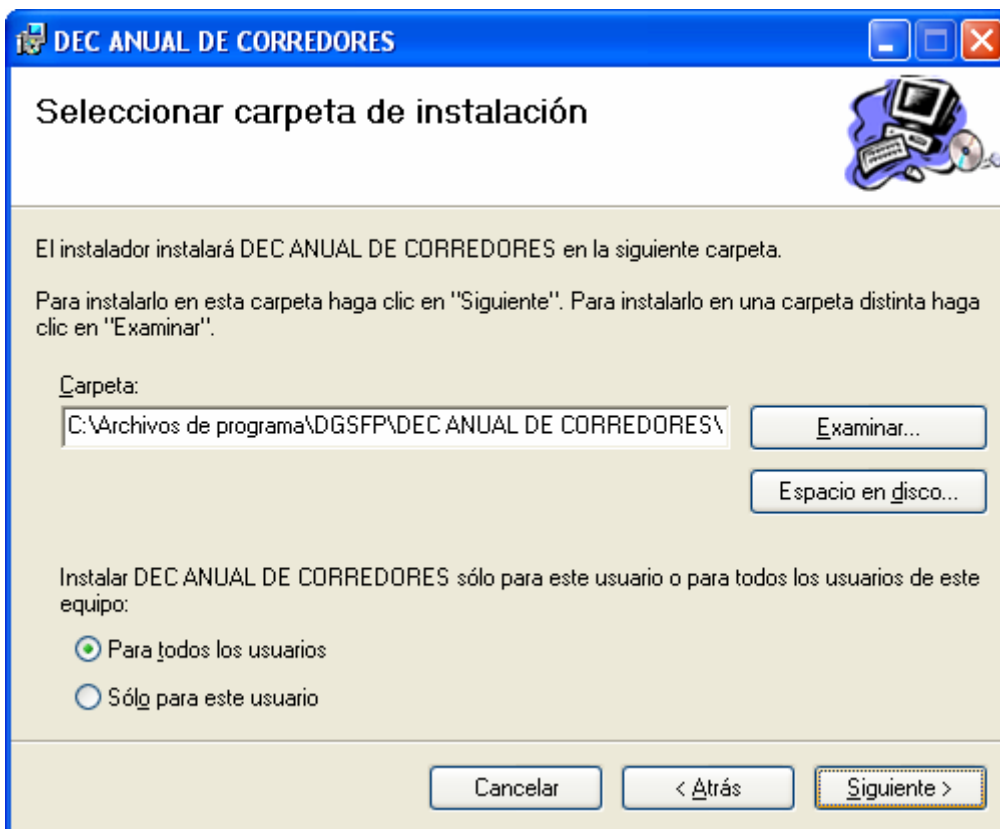 DEC ANUAL DE CORREDORES
Seleccionar carpeta de instalación
El instalador instalará DEC ANUAL DE CORREDORES en la siguiente carpeta.
Para instalarlo en esta carpeta haga clic en "Siguiente". Para instalarlo en una carpeta distinta haga
clic en "Examinar".
Carpeta:
C:\Archivos de programa\DGSFP\DEC ANUAL DE CORREDORES\
Examinar...
Espacio en disco...
Instalar DEC ANUAL DE CORREDORES sólo para este usuario o para todos los usuarios de este
equipo:
Para todos los usuarios
Sólo para este usuario
Cancelar
< Atrás
Siguiente >